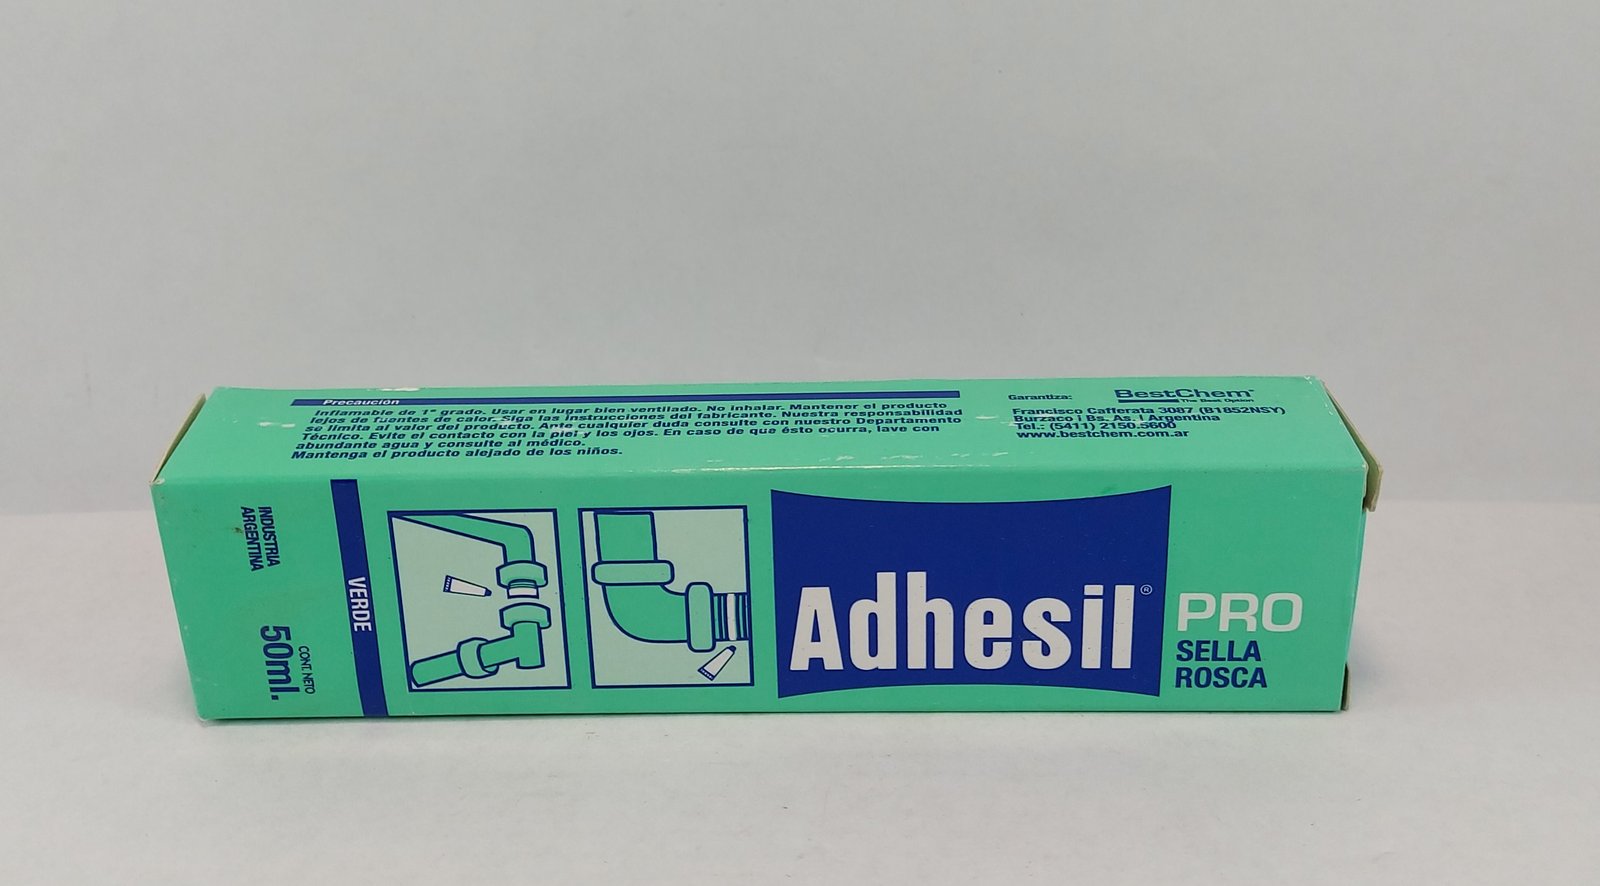 Precaución
Inflamable de 1° grado. Usar en lugar bien ventilado. No inhalar. Mantener el producto
lejos de fuentes de calor. Siga las instrucciones del fabricante. Nuestra responsabilidad
se limita al valor del producto. Ante cualquier duda consulte con nuestro Departamento
Técnico. Evite el contacto con la piel y los ojos. En caso de que ésto ocurra, lave con
abundante agua y consulte al médico.
Mantenga el producto alejado de los niños.
Garantiza:
BestChem
The Best Option
Francisco Cafferata 3087 (B1852NSY)
Burzaco | Bs. As. | Argentina
Tel.: (5411) 2150.5600
www.bestchem.com.ar
INDUSTRIA
ARGENTINA
CONT. NETO
50ml.
VERDE
Adhesil®
PRO
SELLA
ROSCA